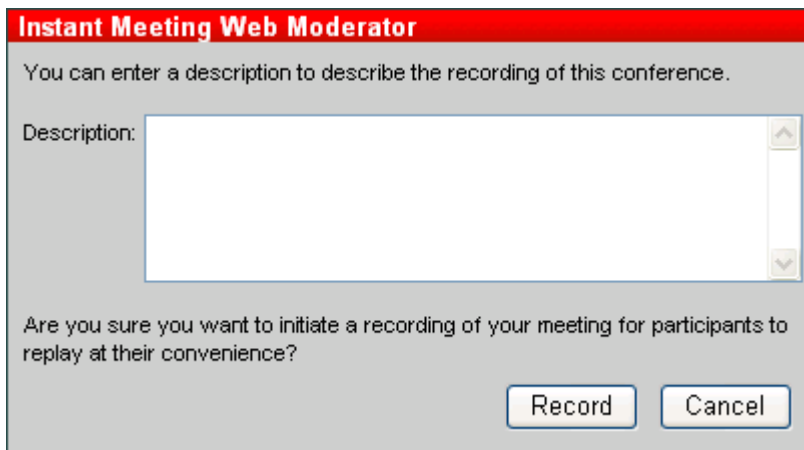 Instant Meeting Web Moderator
You can enter a description to describe the recording of this conference.
Description:
Are you sure you want to initiate a recording of your meeting for participants to
replay at their convenience?
Record Cancel